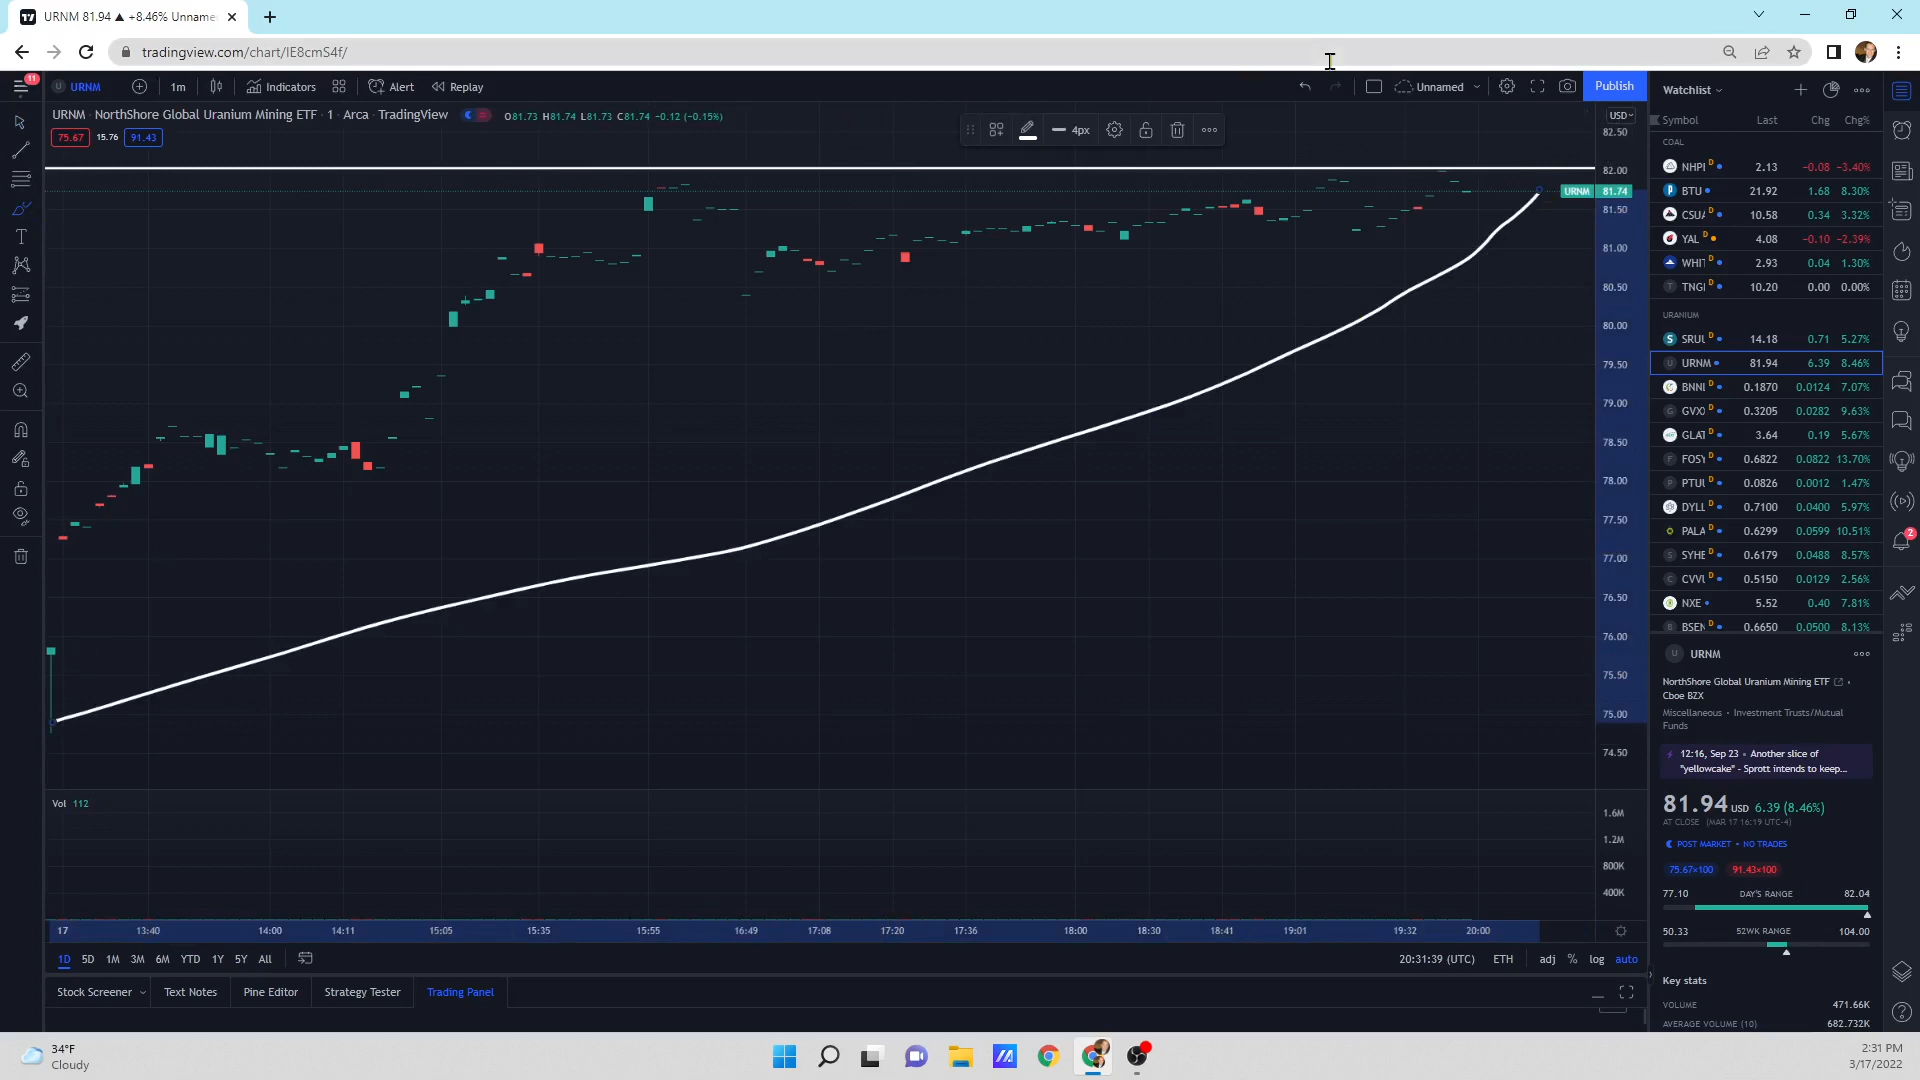 URNM 81.94 ▲ +8.46% Unname
tradingview.com/chart/IE8cmS4f/
11
URNM
1m
Indicators
Alert
Replay
Unnamed
Publish
URNM · NorthShore Global Uranium Mining ETF · 1 · Arca · TradingView
O81.73 H81.74 L81.73 C81.74 −0.12 (−0.15%)
75.67 15.76 91.43
4px
USD
82.50
82.00
URNM 81.74
81.50
81.00
80.50
80.00
79.50
79.00
78.50
78.00
77.50
77.00
76.50
76.00
75.50
75.00
74.50
Vol 112
1.6M
1.2M
800K
400K
17 13:40 14:00 14:11 15:05 15:35 15:55 16:49 17:08 17:20 17:36 18:00 18:30 18:41 19:01 19:32 20:00
1D 5D 1M 3M 6M YTD 1Y 5Y All
20:31:39 (UTC) ETH adj % log auto
Stock Screener Text Notes Pine Editor Strategy Tester Trading Panel
Watchlist
Symbol Last Chg Chg%
COAL
NHPI D 2.13 −0.08 −3.40%
BTU 21.92 1.68 8.30%
CSUA D 10.58 0.34 3.32%
YAL D 4.08 −0.10 −2.39%
WHIT D 2.93 0.04 1.30%
TNGI D 10.20 0.00 0.00%
URANIUM
SRUU D 14.18 0.71 5.27%
URNM 81.94 6.39 8.46%
BNNL D 0.1870 0.0124 7.07%
GVXX D 0.3205 0.0282 9.63%
GLAT D 3.64 0.19 5.67%
FOSY D 0.6822 0.0822 13.70%
PTUU D 0.0826 0.0012 1.47%
DYLL D 0.7100 0.0400 5.97%
PALA D 0.6299 0.0599 10.51%
SYHE D 0.6179 0.0488 8.57%
CVVU D 0.5150 0.0129 2.56%
NXE 5.52 0.40 7.81%
BSEN D 0.6650 0.0500 8.13%
2
URNM
NorthShore Global Uranium Mining ETF
Cboe BZX
Miscellaneous • Investment Trusts/Mutual
Funds
12:16, Sep 23 • Another slice of
"yellowcake" - Sprott intends to keep...
81.94 USD 6.39 (8.46%)
AT CLOSE (MAR 17 16:19 UTC-4)
POST MARKET • NO TRADES
75.67×100 91.43×100
77.10 DAY'S RANGE 82.04
50.33 52WK RANGE 104.00
Key stats
VOLUME 471.66K
AVERAGE VOLUME (10) 682.732K
34°F
Cloudy
2:31 PM
3/17/2022